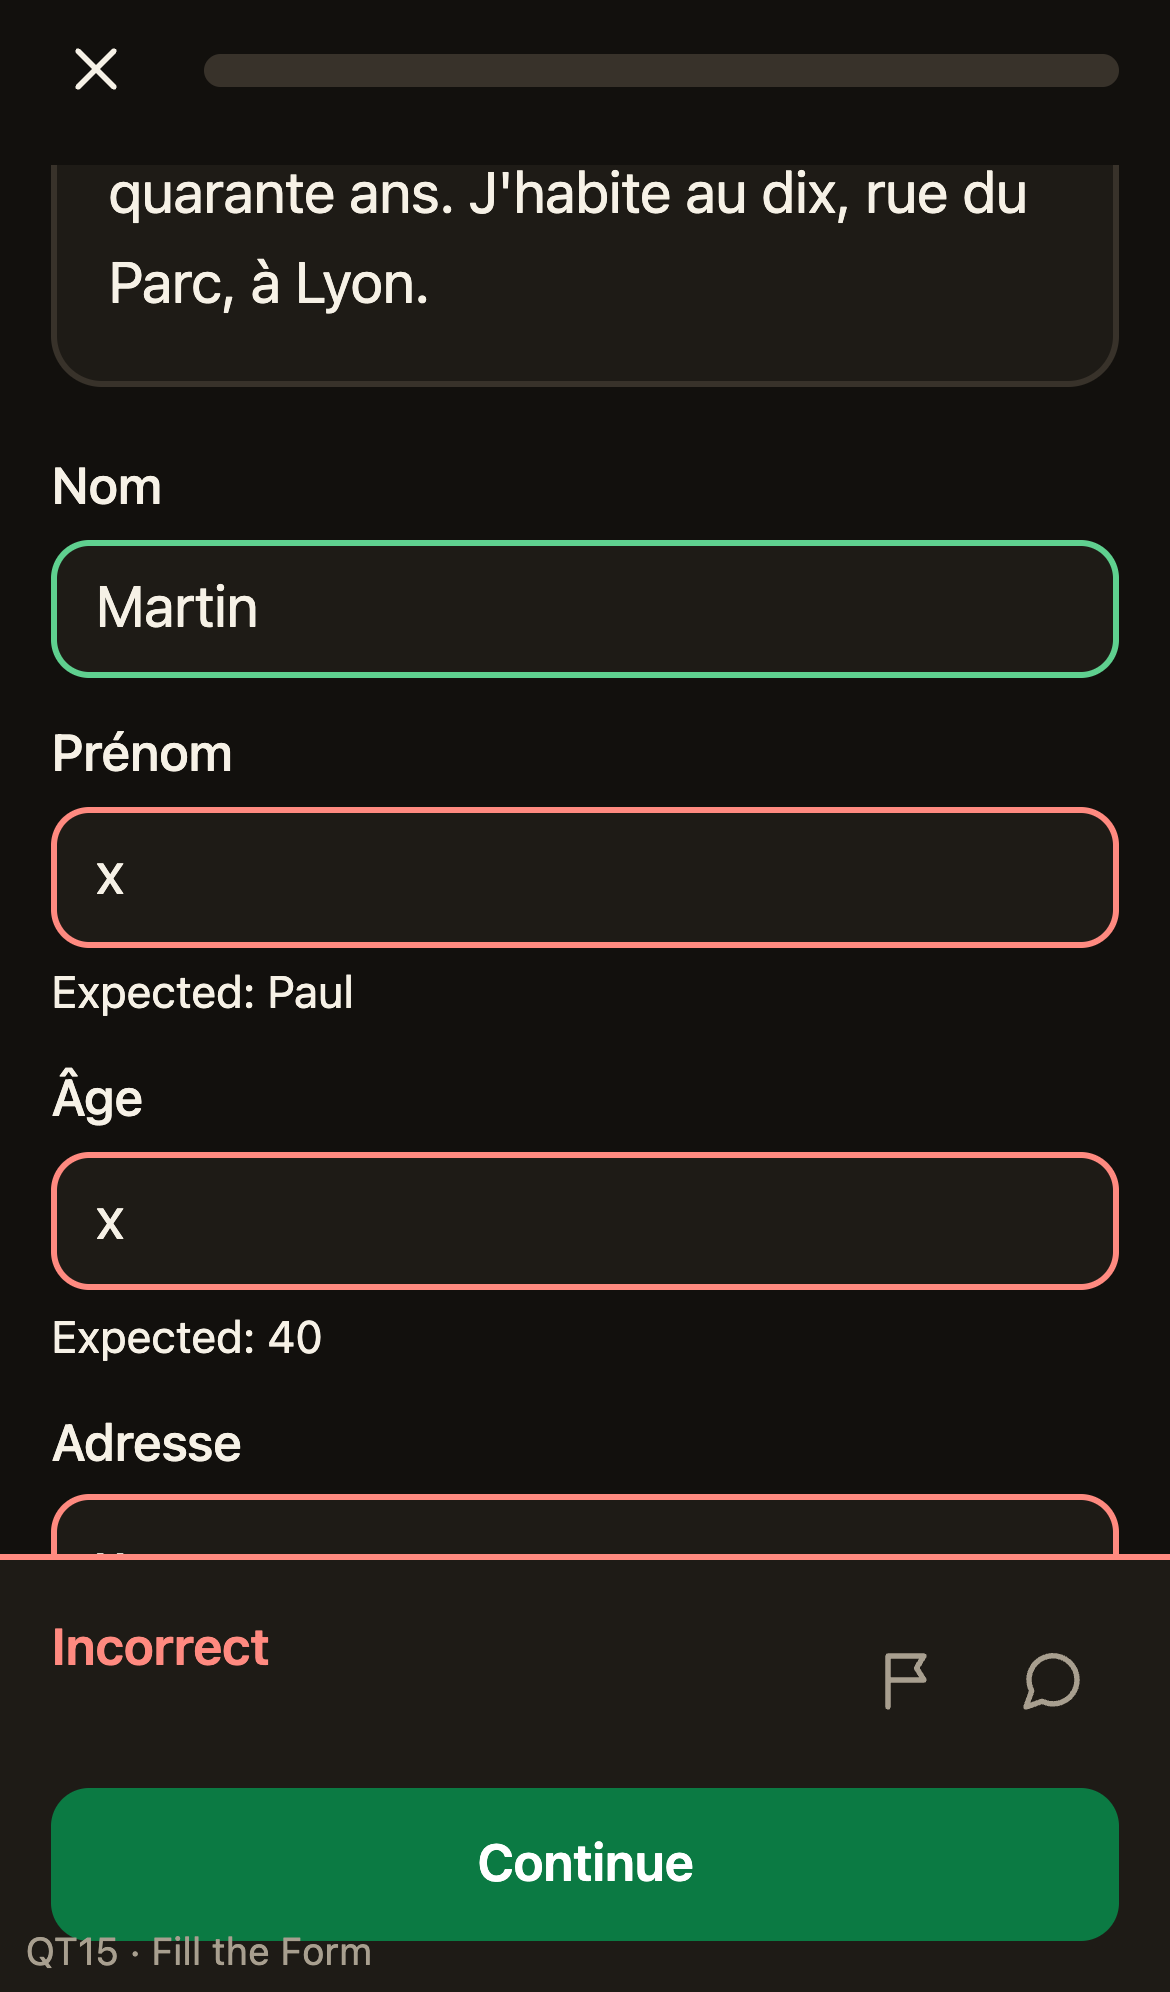 quarante ans. J'habite au dix, rue du
Parc, à Lyon.
Nom
Martin
Prénom
x
Expected: Paul
Âge
x
Expected: 40
Adresse
Incorrect
Continue
QT15 · Fill the Form